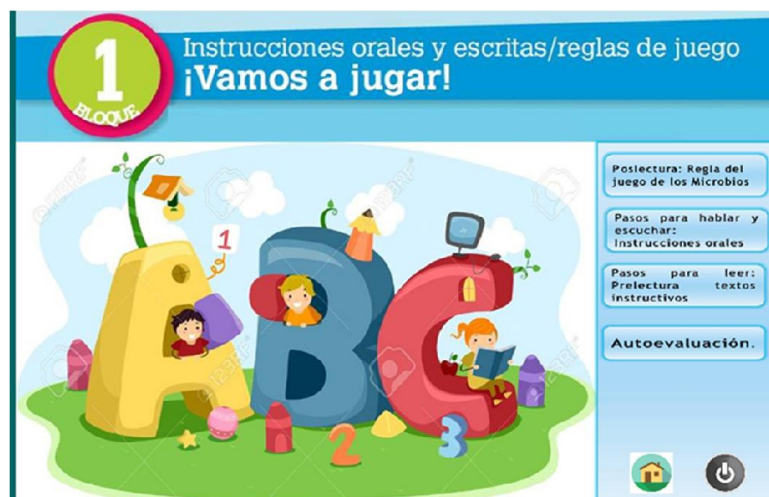 1
BLOQUE
Instrucciones orales y escritas/reglas de juego
¡Vamos a jugar!
Poslectura: Regla del
juego de los Microbios
Pasos para hablar y
escuchar:
Instrucciones orales
Pasos para leer:
Prelectura textos
instructivos
Autoevaluación.
1
A B C
2
3
123RF